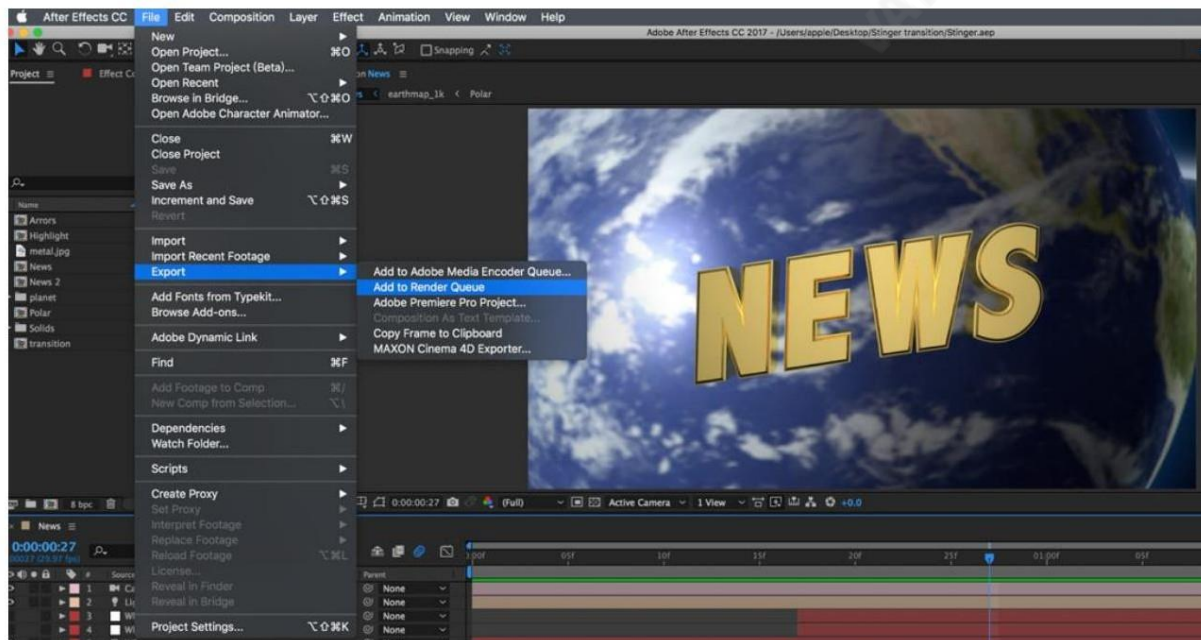 After Effects CC File Edit Composition Layer Effect Animation View Window Help
Adobe After Effects CC 2017 - /Users/apple/Desktop/Stinger transition/Stinger.aep
Snapping
Project
Effect
News
earthmap_1k < Polar
New
Open Project... ⌘O
Open Team Project (Beta)...
Open Recent
Browse in Bridge... ⌥⇧⌘O
Open Adobe Character Animator...
Close ⌘W
Close Project
Save ⌘S
Save As
Increment and Save ⌥⇧⌘S
Revert
Import
Import Recent Footage
Export
Add Fonts from Typekit...
Browse Add-ons...
Adobe Dynamic Link
Find ⌘F
Add Footage to Comp ⌘/
New Comp from Selection... ⌥\
Dependencies
Watch Folder...
Scripts
Create Proxy
Set Proxy
Interpret Footage
Replace Footage
Reload Footage ⌥⌘L
License...
Reveal in Finder
Reveal in Bridge
Project Settings... ⌥⇧⌘K
Add to Adobe Media Encoder Queue...
Add to Render Queue
Adobe Premiere Pro Project...
Composition As Text Template...
Copy Frame to Clipboard
MAXON Cinema 4D Exporter...
Name
Arrors
Highlight
metal.jpg
News
News 2
planet
Polar
Solids
transition
NEWS
8 bpc
0:00:00:27 (Full) Active Camera 1 View +0.0
News
0:00:00:27
00027 (29.97 fps)
# Source
Parent
05f 10f 15f 20f 25f 01:00f 05f
1 None
2 None
3 None
4 None